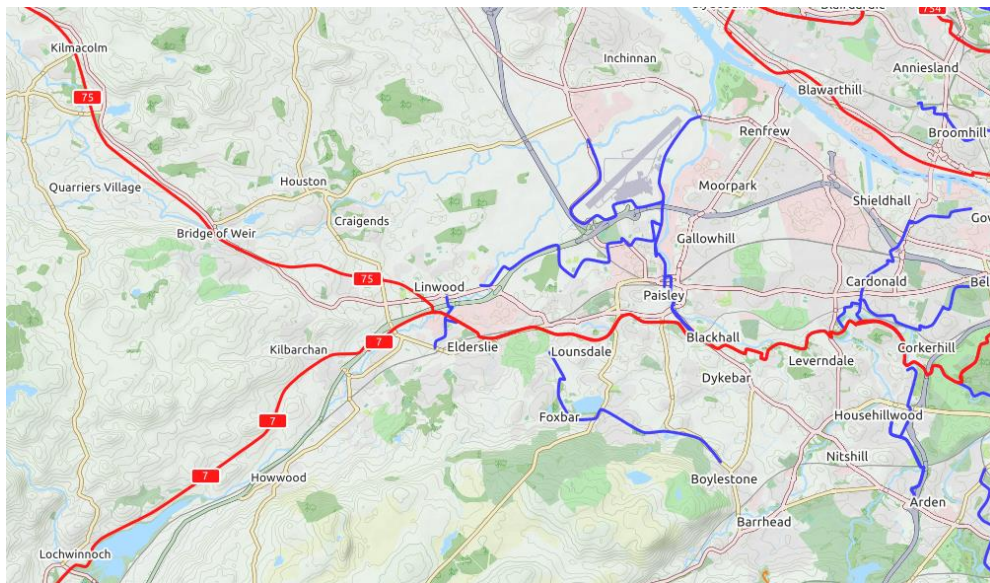 754
Kilmacolm
Inchinnan
Anniesland
75
Blawarthill
Renfrew
Broomhill
Quarriers Village
Houston
Moorpark
Craigends
Shieldhall
Bridge of Weir
Gallowhill
75
Linwood
Cardonald
Paisley
7
Blackhall
Kilbarchan
Elderslie
Lounsdale
Leverndale
Corkerhill
Dykebar
7
Foxbar
Househillwood
Nitshill
7
Howwood
Boylestone
Arden
Barrhead
Lochwinnoch